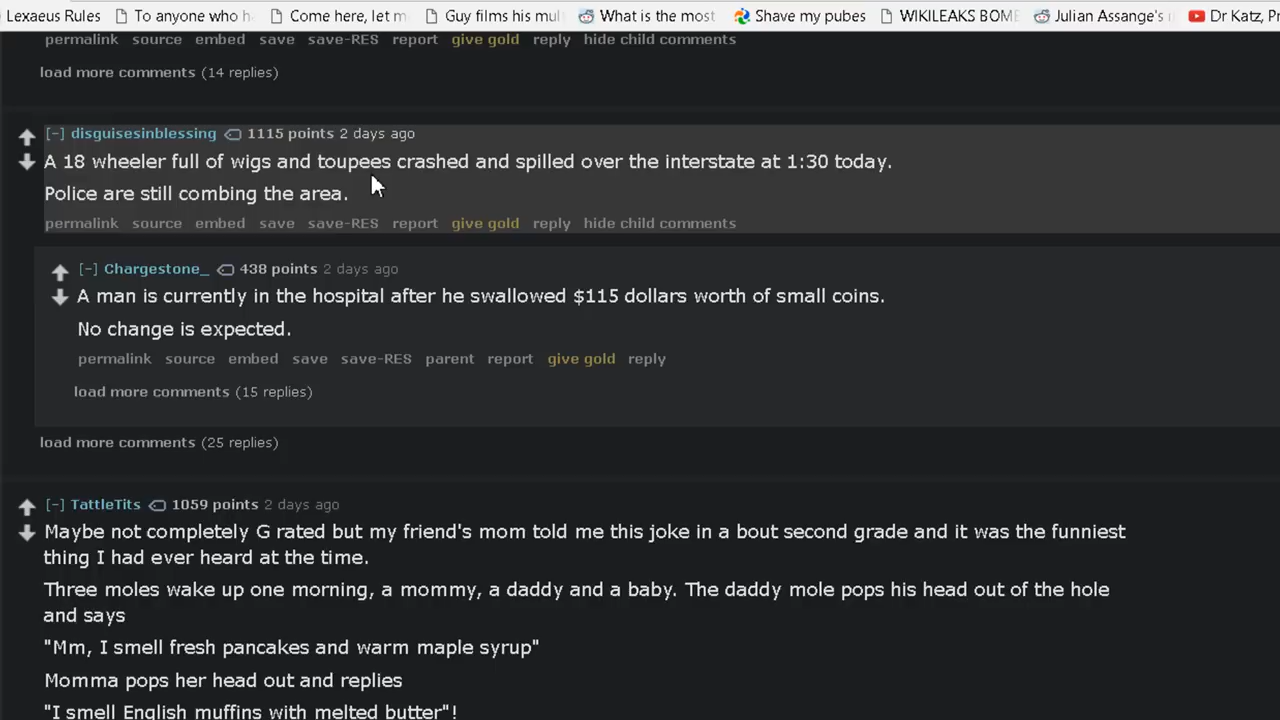 Lexaeus Rules To anyone who h Come here, let m Guy films his mul What is the most Shave my pubes WIKILEAKS BOMB Julian Assange's i Dr Katz, Pr
permalink source embed save save-RES report give gold reply hide child comments
load more comments (14 replies)
[-] disguisesinblessing 1115 points 2 days ago
A 18 wheeler full of wigs and toupees crashed and spilled over the interstate at 1:30 today.
Police are still combing the area.
permalink source embed save save-RES report give gold reply hide child comments
[-] Chargestone_ 438 points 2 days ago
A man is currently in the hospital after he swallowed $115 dollars worth of small coins.
No change is expected.
permalink source embed save save-RES parent report give gold reply
load more comments (15 replies)
load more comments (25 replies)
[-] TattleTits 1059 points 2 days ago
Maybe not completely G rated but my friend's mom told me this joke in a bout second grade and it was the funniest
thing I had ever heard at the time.
Three moles wake up one morning, a mommy, a daddy and a baby. The daddy mole pops his head out of the hole
and says
"Mm, I smell fresh pancakes and warm maple syrup"
Momma pops her head out and replies
"I smell English muffins with melted butter"!